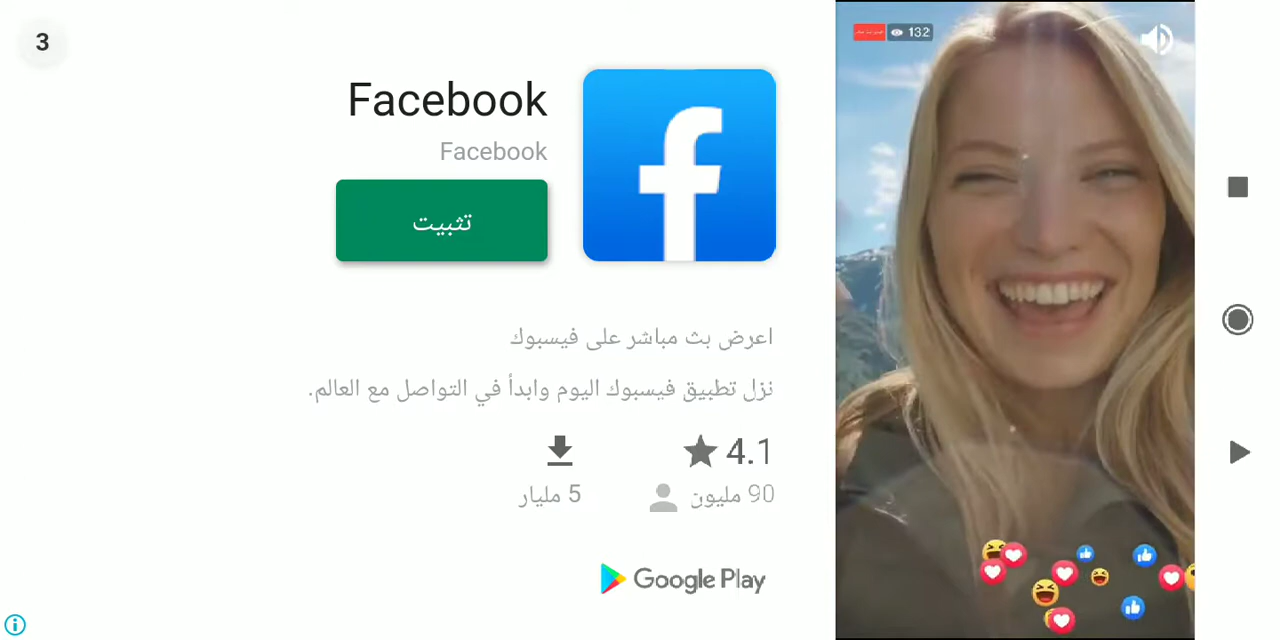 3
Facebook
Facebook
تثبيت
اعرض بث مباشر على فيسبوك
نزل تطبيق فيسبوك اليوم وابدأ في التواصل مع العالم.
4.1
90 مليون
5 مليار
Google Play
132